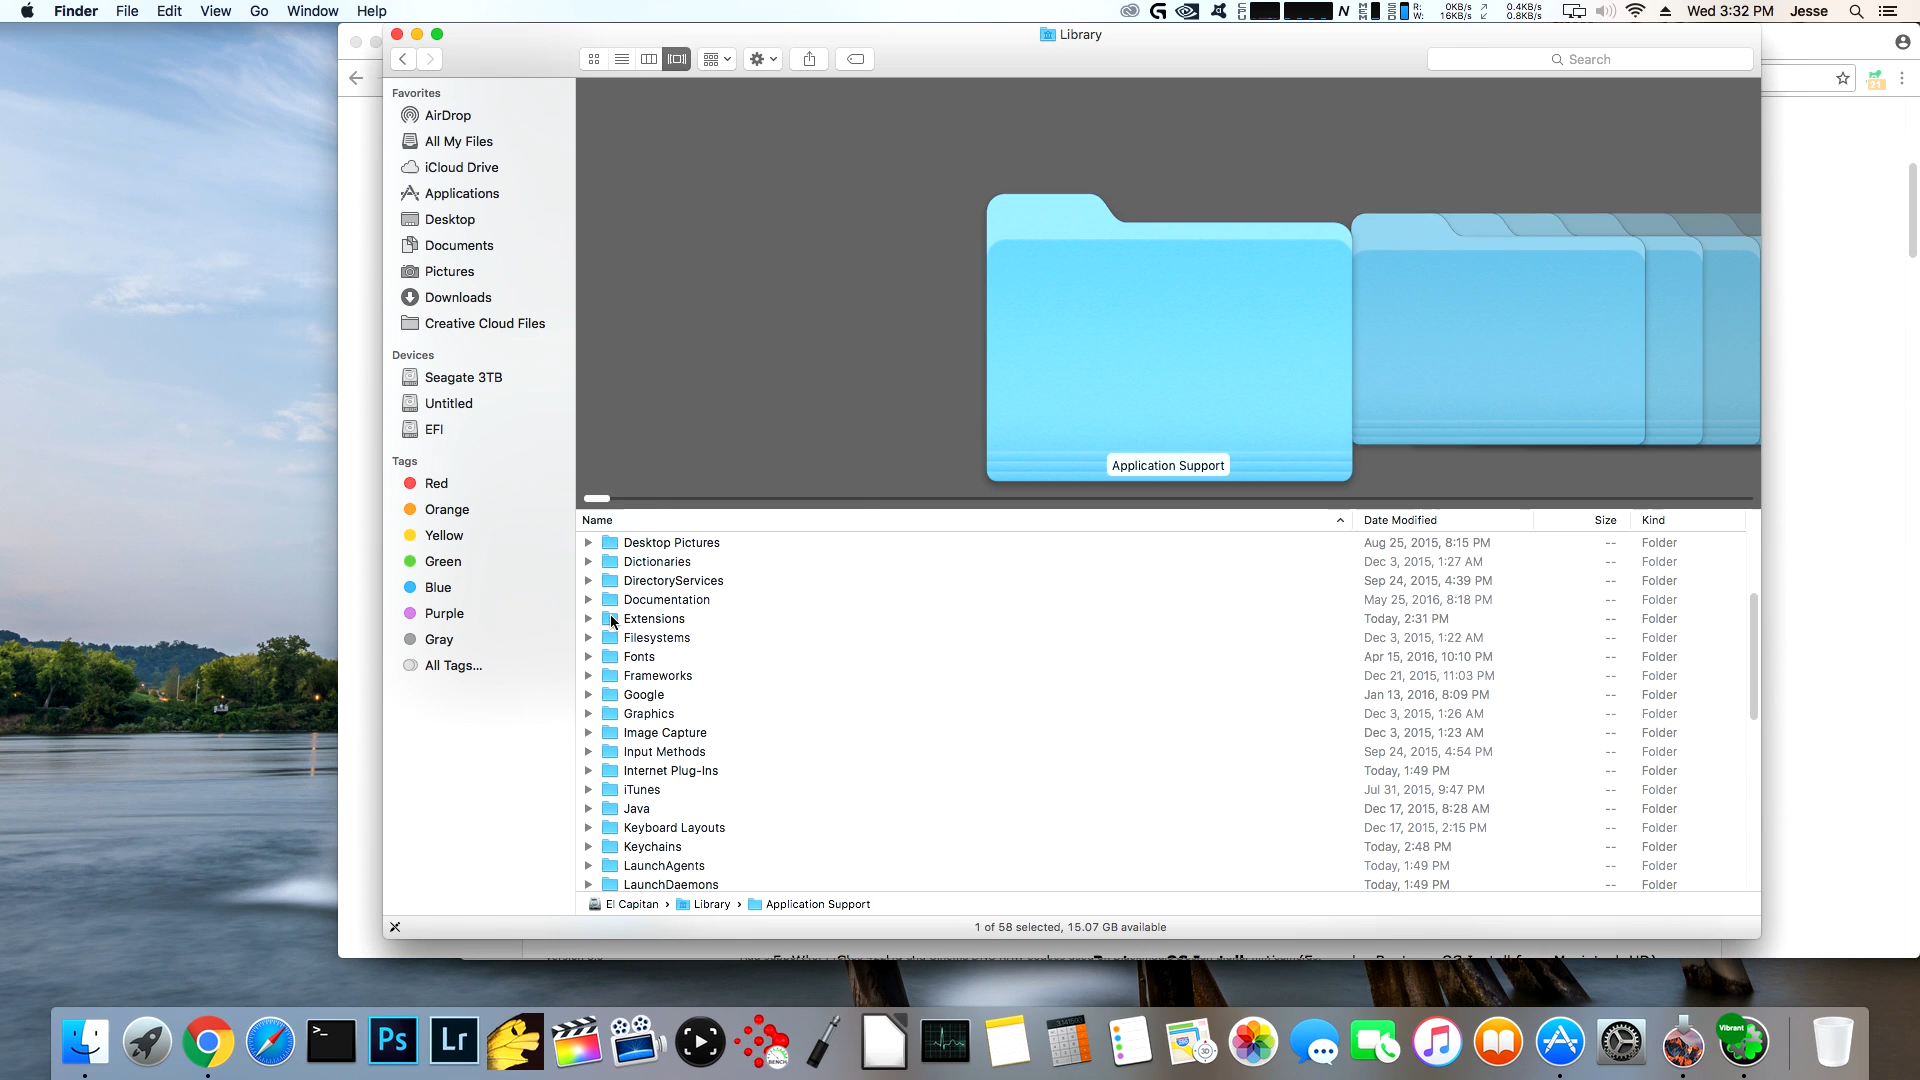 Finder File Edit View Go Window Help
R: 0KB/s 0.4KB/s Wed 3:32 PM Jesse
W: 16KB/s 0.8KB/s
Library
Search
21
Favorites
AirDrop
All My Files
iCloud Drive
Applications
Desktop
Documents
Pictures
Downloads
Creative Cloud Files
Devices
Seagate 3TB
Untitled
EFI
Tags
Red
Orange
Yellow
Green
Blue
Purple
Gray
All Tags...
Application Support
Name Date Modified Size Kind
Desktop Pictures Aug 25, 2015, 8:15 PM -- Folder
Dictionaries Dec 3, 2015, 1:27 AM -- Folder
DirectoryServices Sep 24, 2015, 4:39 PM -- Folder
Documentation May 25, 2016, 8:18 PM -- Folder
Extensions Today, 2:31 PM -- Folder
Filesystems Dec 3, 2015, 1:22 AM -- Folder
Fonts Apr 15, 2016, 10:10 PM -- Folder
Frameworks Dec 21, 2015, 11:03 PM -- Folder
Google Jan 13, 2016, 8:09 PM -- Folder
Graphics Dec 3, 2015, 1:26 AM -- Folder
Image Capture Dec 3, 2015, 1:23 AM -- Folder
Input Methods Sep 24, 2015, 4:54 PM -- Folder
Internet Plug-Ins Today, 1:49 PM -- Folder
iTunes Jul 31, 2015, 9:47 PM -- Folder
Java Dec 17, 2015, 8:28 AM -- Folder
Keyboard Layouts Dec 17, 2015, 2:15 PM -- Folder
Keychains Today, 2:48 PM -- Folder
LaunchAgents Today, 1:49 PM -- Folder
LaunchDaemons Today, 1:49 PM -- Folder
El Capitan › Library › Application Support
1 of 58 selected, 15.07 GB available
Ps Lr Vibrant